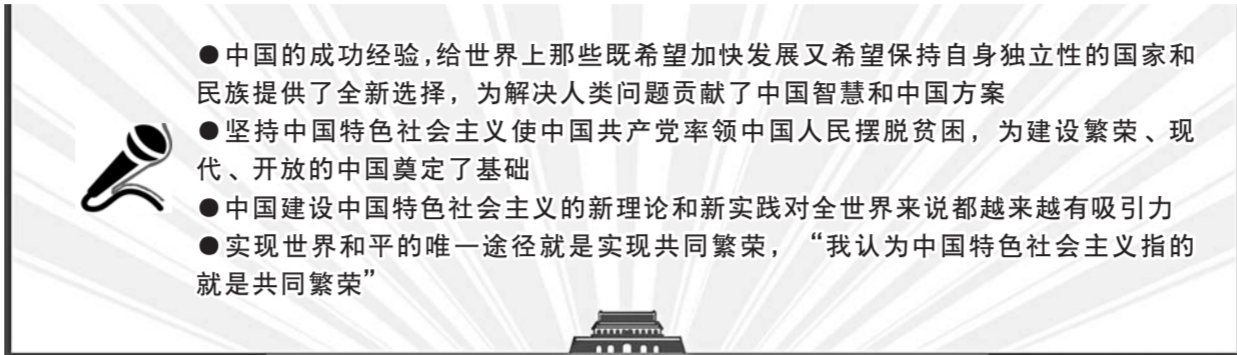 ●中国的成功经验,给世界上那些既希望加快发展又希望保持自身独立性的国家和
民族提供了全新选择，为解决人类问题贡献了中国智慧和中国方案
●坚持中国特色社会主义使中国共产党率领中国人民摆脱贫困，为建设繁荣、现
代、开放的中国奠定了基础
●中国建设中国特色社会主义的新理论和新实践对全世界来说都越来越有吸引力
●实现世界和平的唯一途径就是实现共同繁荣，“我认为中国特色社会主义指的
就是共同繁荣”